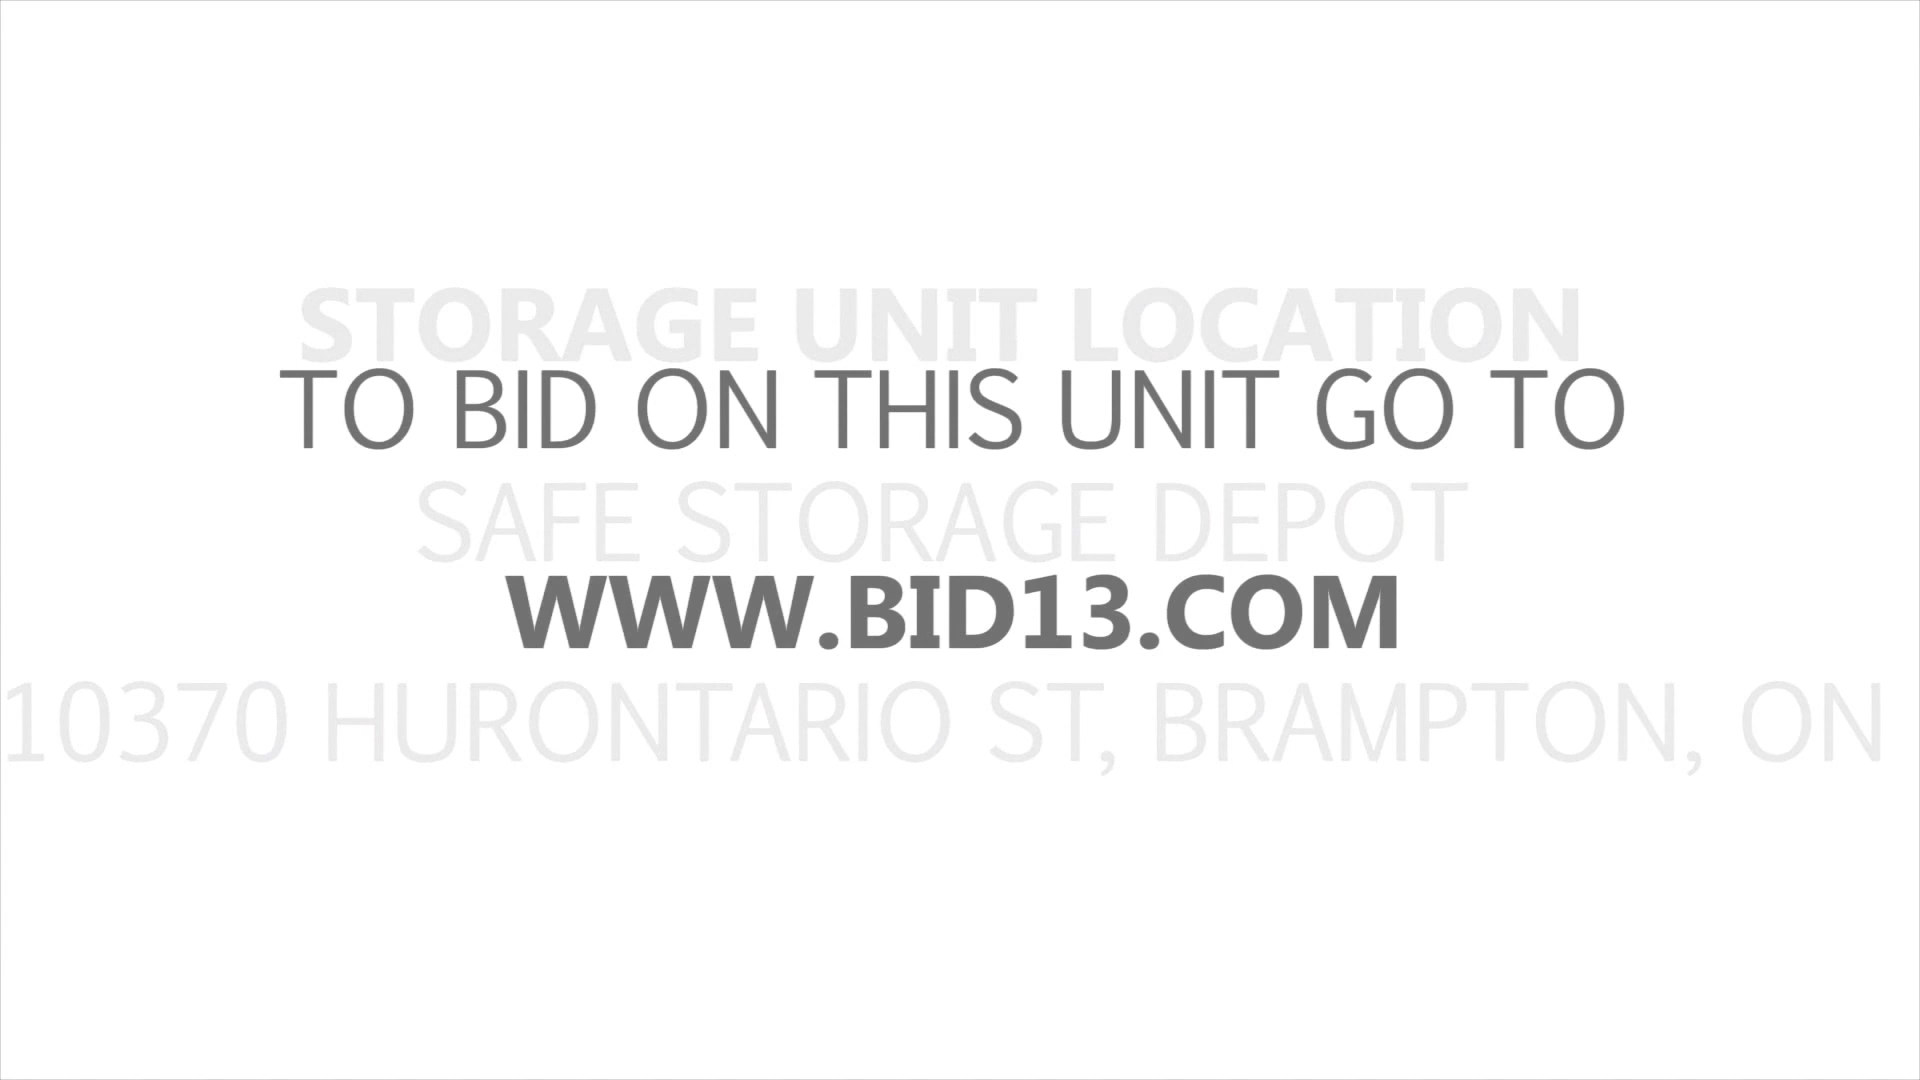 STORAGE UNIT LOCATION
TO BID ON THIS UNIT GO TO
SAFE STORAGE DEPOT
WWW.BID13.COM
10370 HURONTARIO ST, BRAMPTON, ON